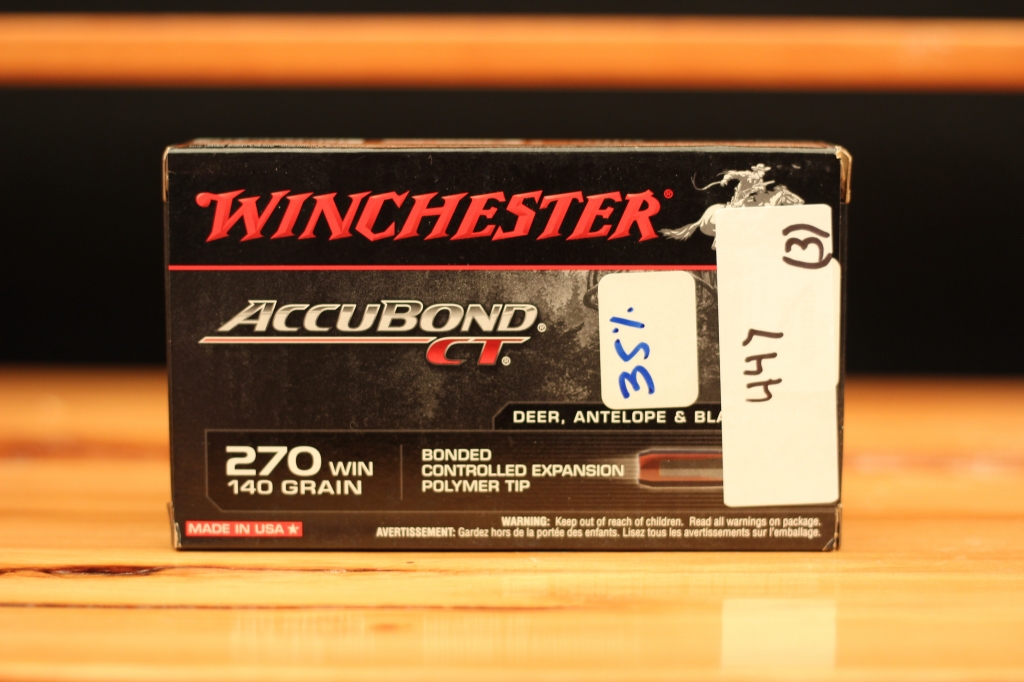 WINCHESTER®
ACCUBOND®
CT®
DEER, ANTELOPE &
270 WIN
140 GRAIN
BONDED
CONTROLLED EXPANSION
POLYMER TIP
MADE IN USA
WARNING: Keep out of reach of children. Read all warnings on package.
AVERTISSEMENT: Gardez hors de la portée des enfants. Lisez tous les avertissements sur l'emballage.
35%
(3)
447